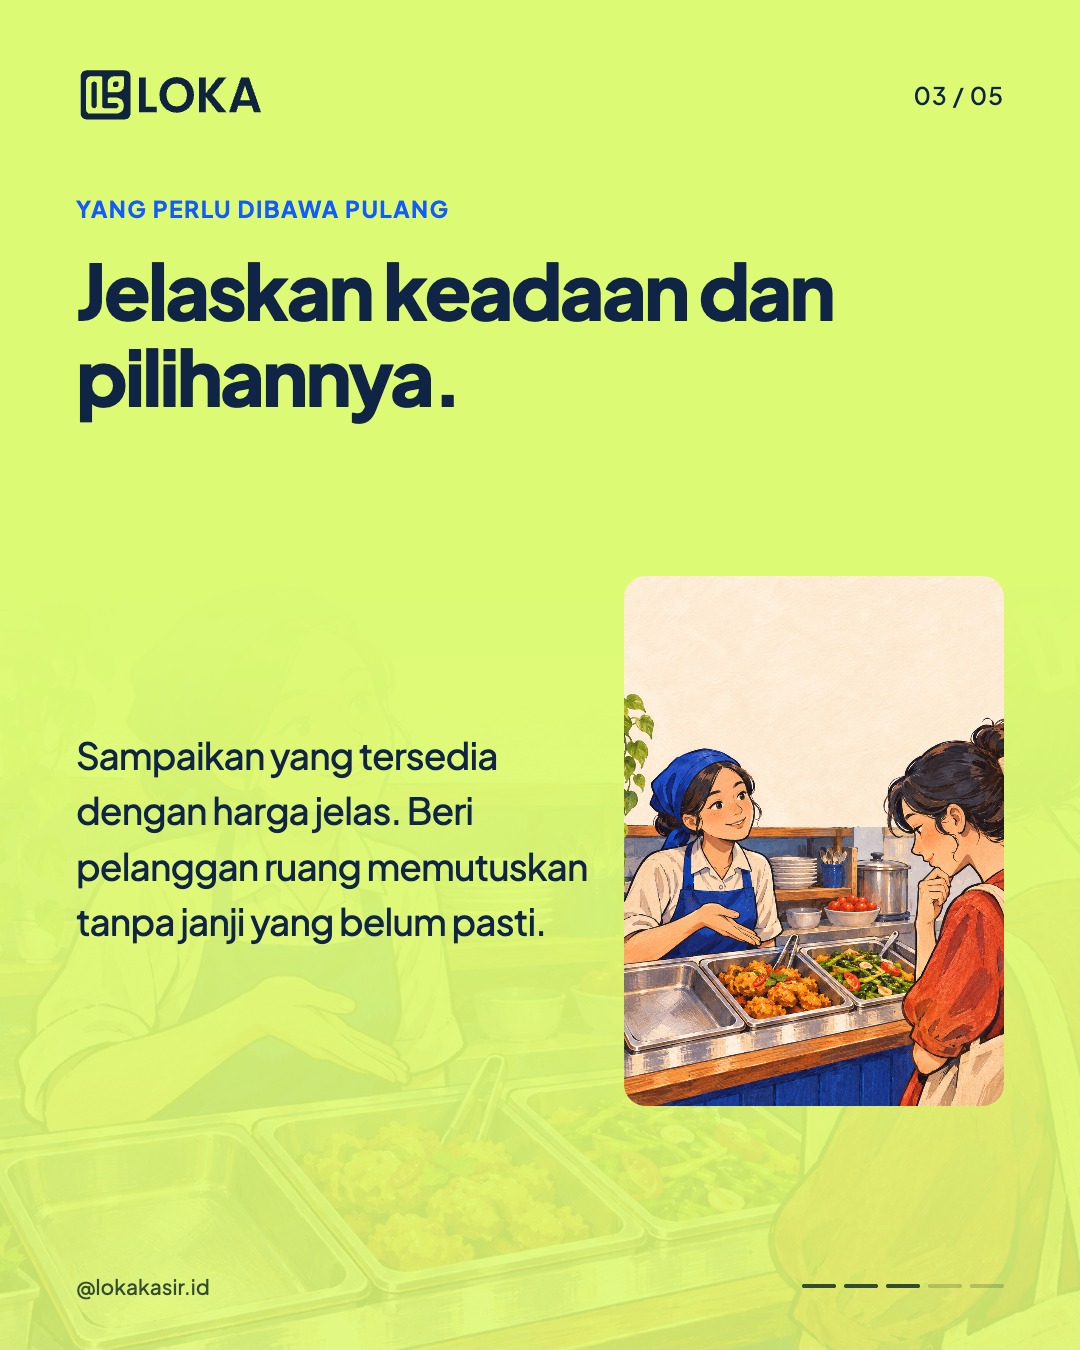 LOKA
03 / 05
YANG PERLU DIBAWA PULANG
Jelaskan keadaan dan
pilihannya.
Sampaikan yang tersedia
dengan harga jelas. Beri
pelanggan ruang memutuskan
tanpa janji yang belum pasti.
@lokakasir.id